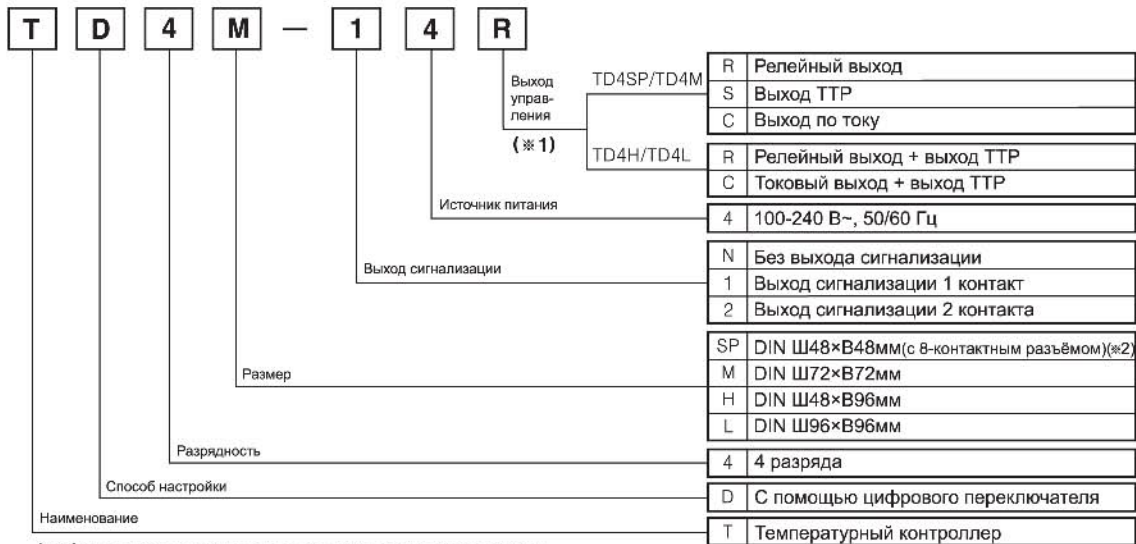 T D 4 M — 1 4 R
Выход управ- ления
(※1)
TD4SP/TD4M
R Релейный выход
S Выход ТТР
C Выход по току
TD4H/TD4L
R Релейный выход + выход ТТР
C Токовый выход + выход ТТР
Источник питания
4 100-240 В~, 50/60 Гц
Выход сигнализации
N Без выхода сигнализации
1 Выход сигнализации 1 контакт
2 Выход сигнализации 2 контакта
Размер
SP DIN Ш48×В48мм(с 8-контактным разъёмом)(※2)
M DIN Ш72×В72мм
H DIN Ш48×В96мм
L DIN Ш96×В96мм
Разрядность
4 4 разряда
Способ настройки
D С помощью цифрового переключателя
Наименование
T Температурный контроллер